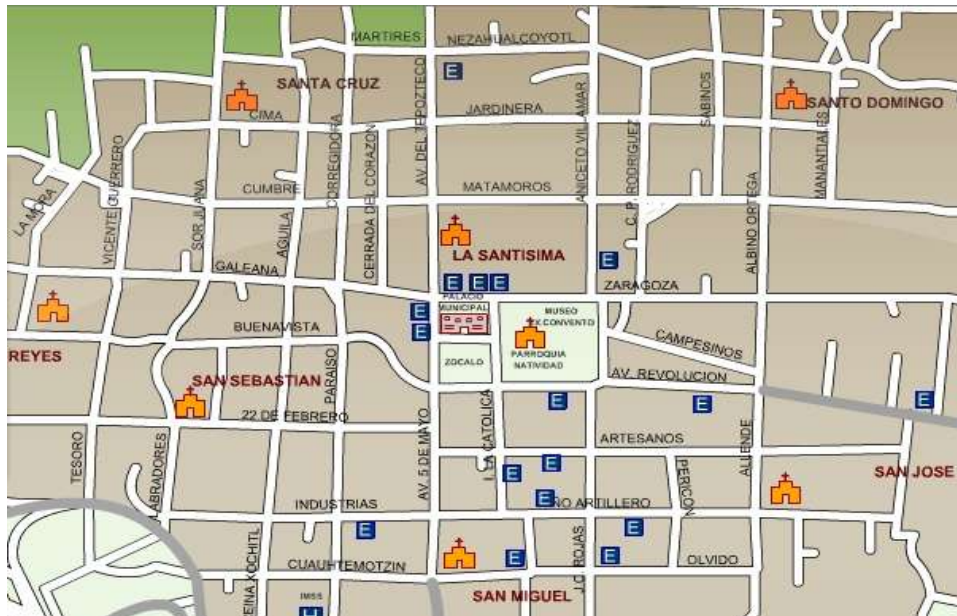 MARTIRES
NEZAHUALCOYOTL
E
SANTA CRUZ
SANTO DOMINGO
CIMA
JARDINERA
AV. DEL TEPOZTECO
ANICETO VILLAMAR
SABINOS
CORREGIDORA
C. P. RODRIGUEZ
MANANTIALES
CERRADA DEL CORAZON
VICENTE GUERRERO
SOR JUANA
CUMBRE
MATAMOROS
LA MORA
AGUILA
ALBINO ORTEGA
LA SANTISIMA
GALEANA
E
E E E
ZARAGOZA
PALACIO
MUNICIPAL
E
E
MUSEO
EX.CONVENTO
BUENAVISTA
CAMPESINOS
REYES
ZOCALO
PARROQUIA
NATIVIDAD
PARAISO
SAN SEBASTIAN
AV. REVOLUCION
E
E
E
22 DE FEBRERO
AV. 5 DE MAYO
I. LA CATOLICA
ARTESANOS
ALLENDE
TESORO
LABRADORES
E
E
PERICON
SAN JOSE
INDUSTRIAS
E
ÑO ARTILLERO
E
E
J.C. ROJAS
CUAUHTEMOTZIN
E
E
OLVIDO
EINA XOCHITL
IMSS
SAN MIGUEL